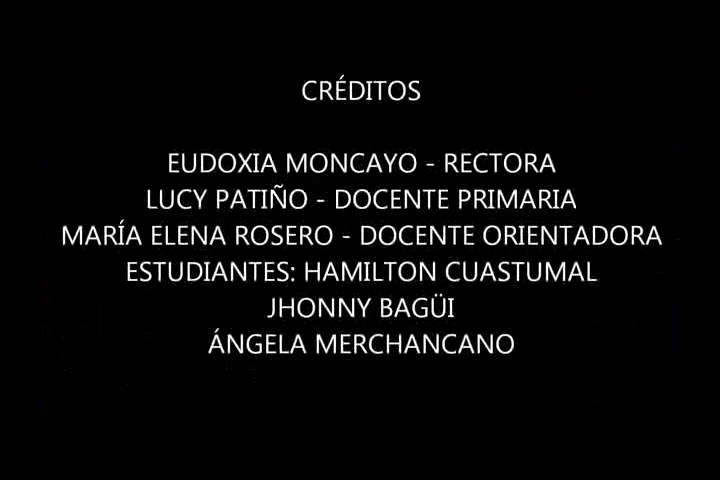 CRÉDITOS
EUDOXIA MONCAYO - RECTORA
LUCY PATIÑO - DOCENTE PRIMARIA
MARÍA ELENA ROSERO - DOCENTE ORIENTADORA
ESTUDIANTES: HAMILTON CUASTUMAL
JHONNY BAGÜI
ÁNGELA MERCHANCANO